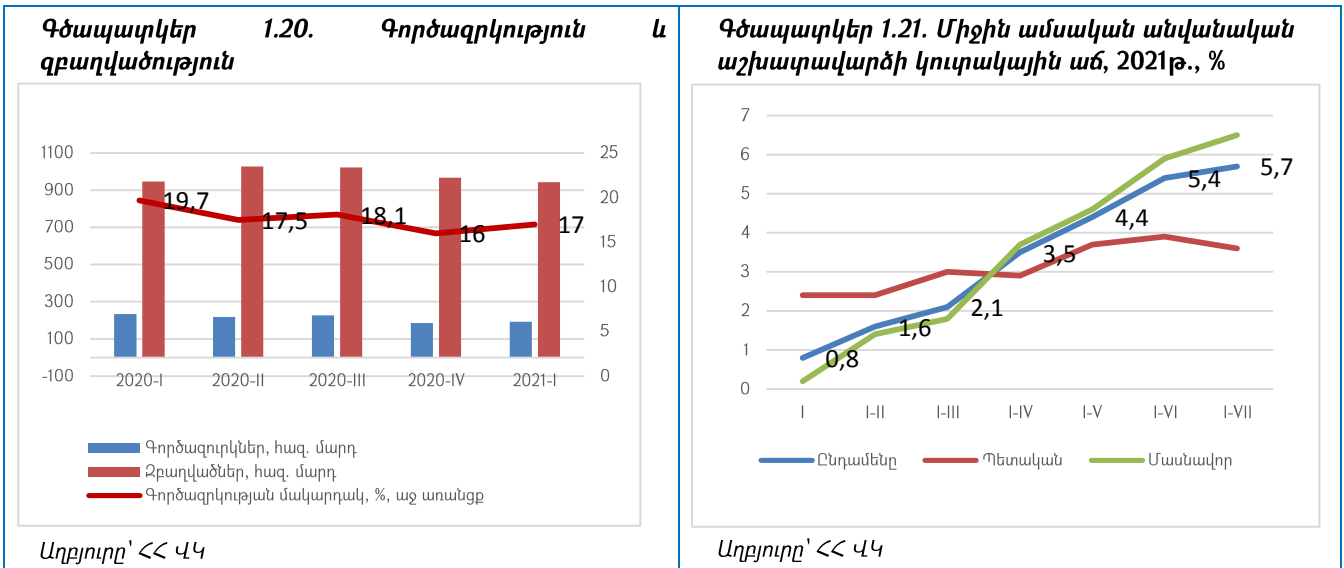 Գծապատկեր 1.20. Գործազրկություն և
զբաղվածություն
1100
900
700
500
300
100
-100
25
20
15
10
5
0
19,7
17,5
18,1
16
17
2020-I
2020-II
2020-III
2020-IV
2021-I
Գործազուրկներ, հազ. մարդ
Զբաղվածներ, հազ. մարդ
Գործազրկության մակարդակ, %, աջ առանցք
Աղբյուրը՝ ՀՀ ՎԿ
Գծապատկեր 1.21. Միջին ամսական անվանական
աշխատավարձի կուտակային աճ, 2021թ., %
7
6
5
4
3
2
1
0
0,8
1,6
2,1
3,5
4,4
5,4
5,7
I
I-II
I-III
I-IV
I-V
I-VI
I-VII
Ընդամենը
Պետական
Մասնավոր
Աղբյուրը՝ ՀՀ ՎԿ